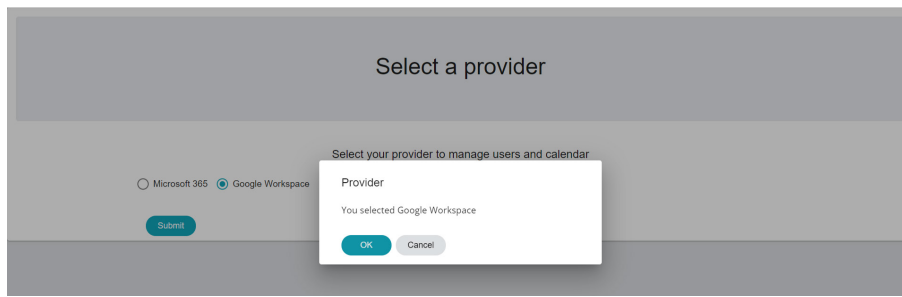 Select a provider
Select your provider to manage users and calendar
Microsoft 365 Google Workspace
Submit
Provider
You selected Google Workspace
OK Cancel